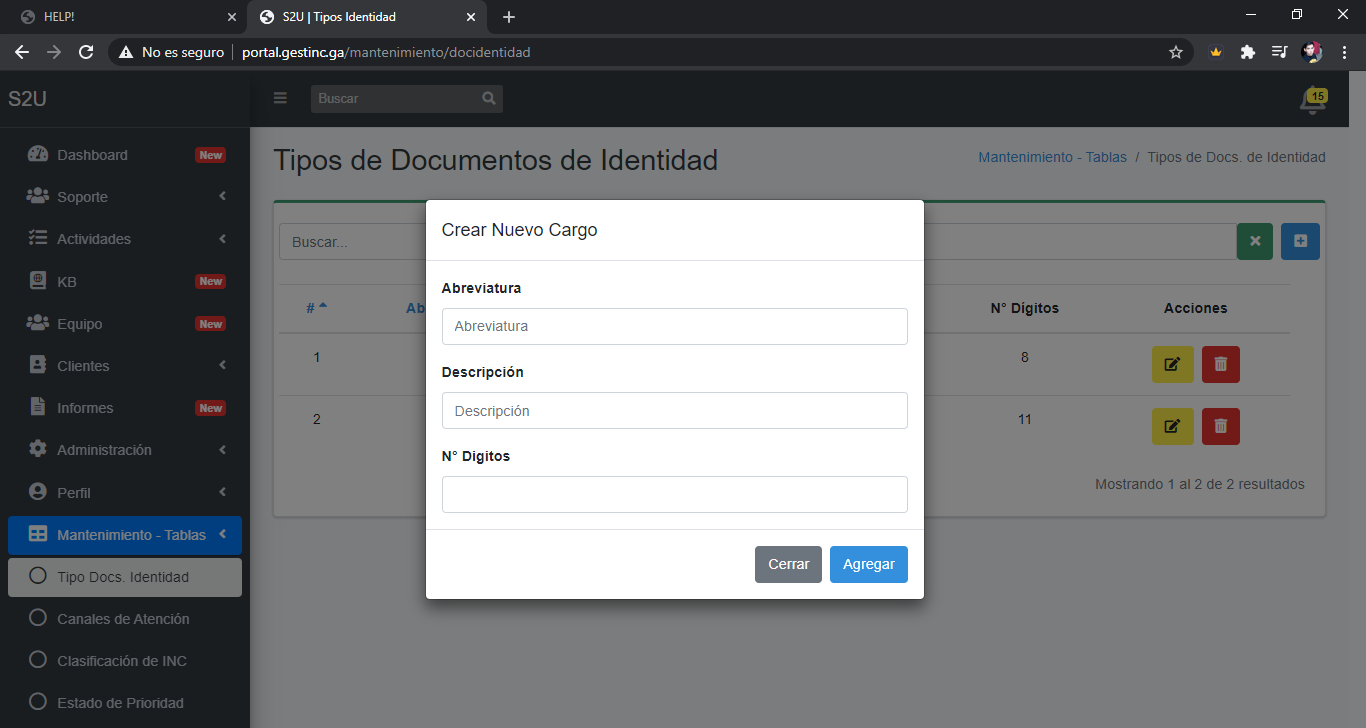 HELP!
S2U | Tipos Identidad
No es seguro
portal.gestinc.ga/mantenimiento/docidentidad
S2U
Buscar
15
Dashboard New
Soporte
Actividades
KB New
Equipo New
Clientes
Informes New
Administración
Perfil
Mantenimiento - Tablas
Tipo Docs. Identidad
Canales de Atención
Clasificación de INC
Estado de Prioridad
Tipos de Documentos de Identidad
Mantenimiento - Tablas / Tipos de Docs. de Identidad
Buscar...
# Ab N° Dígitos Acciones
1 8
2 11
Mostrando 1 al 2 de 2 resultados
Crear Nuevo Cargo
Abreviatura
Abreviatura
Descripción
Descripción
N° Digitos
Cerrar Agregar